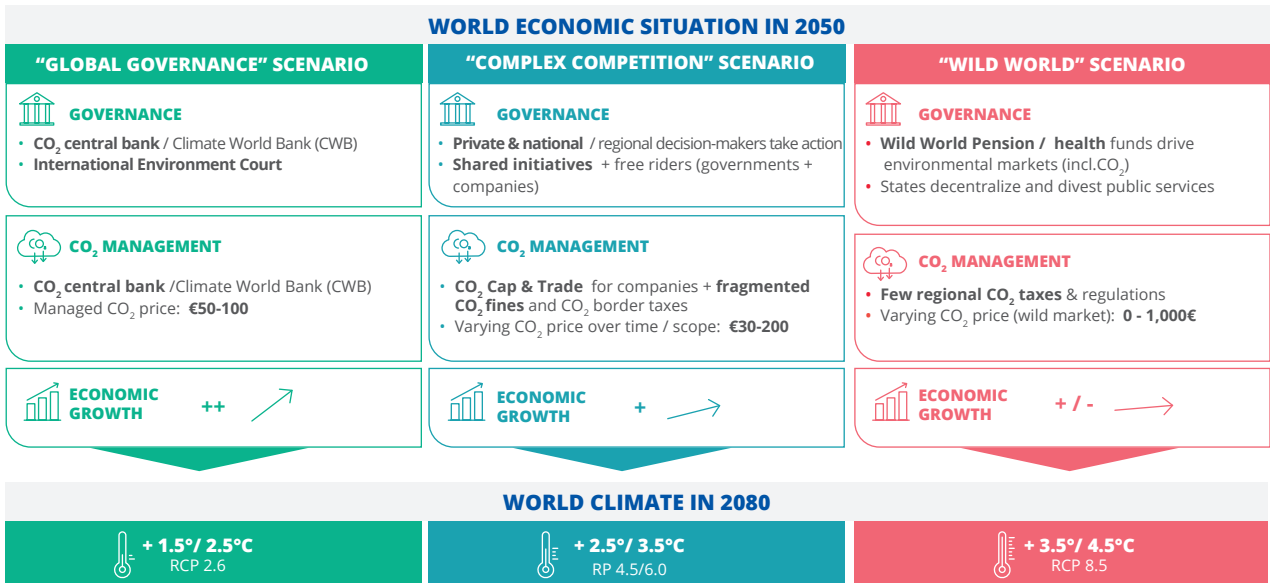 WORLD ECONOMIC SITUATION IN 2050
“GLOBAL GOVERNANCE” SCENARIO
GOVERNANCE
• CO₂ central bank / Climate World Bank (CWB)
• International Environment Court
CO₂ MANAGEMENT
• CO₂ central bank /Climate World Bank (CWB)
• Managed CO₂ price: €50-100
ECONOMIC
GROWTH
++
“COMPLEX COMPETITION” SCENARIO
GOVERNANCE
• Private & national / regional decision-makers take action
• Shared initiatives + free riders (governments +
companies)
CO₂ MANAGEMENT
• CO₂ Cap & Trade for companies + fragmented
CO₂ fines and CO₂ border taxes
• Varying CO₂ price over time / scope: €30-200
ECONOMIC
GROWTH
+
“WILD WORLD” SCENARIO
GOVERNANCE
• Wild World Pension / health funds drive
environmental markets (incl.CO₂)
• States decentralize and divest public services
CO₂ MANAGEMENT
• Few regional CO₂ taxes & regulations
• Varying CO₂ price (wild market): 0 - 1,000€
ECONOMIC
GROWTH
+ / -
WORLD CLIMATE IN 2080
+ 1.5°/ 2.5°C
RCP 2.6
+ 2.5°/ 3.5°C
RP 4.5/6.0
+ 3.5°/ 4.5°C
RCP 8.5